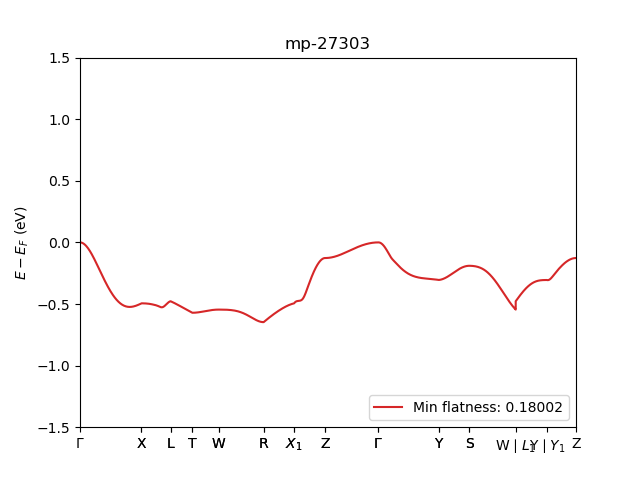 mp-27303
E − E_F (eV)
1.5
1.0
0.5
0.0
−0.5
−1.0
−1.5
Min flatness: 0.18002
Γ X L T W R X₁ Z Γ Y S W | L₁ Y | Y₁ Z